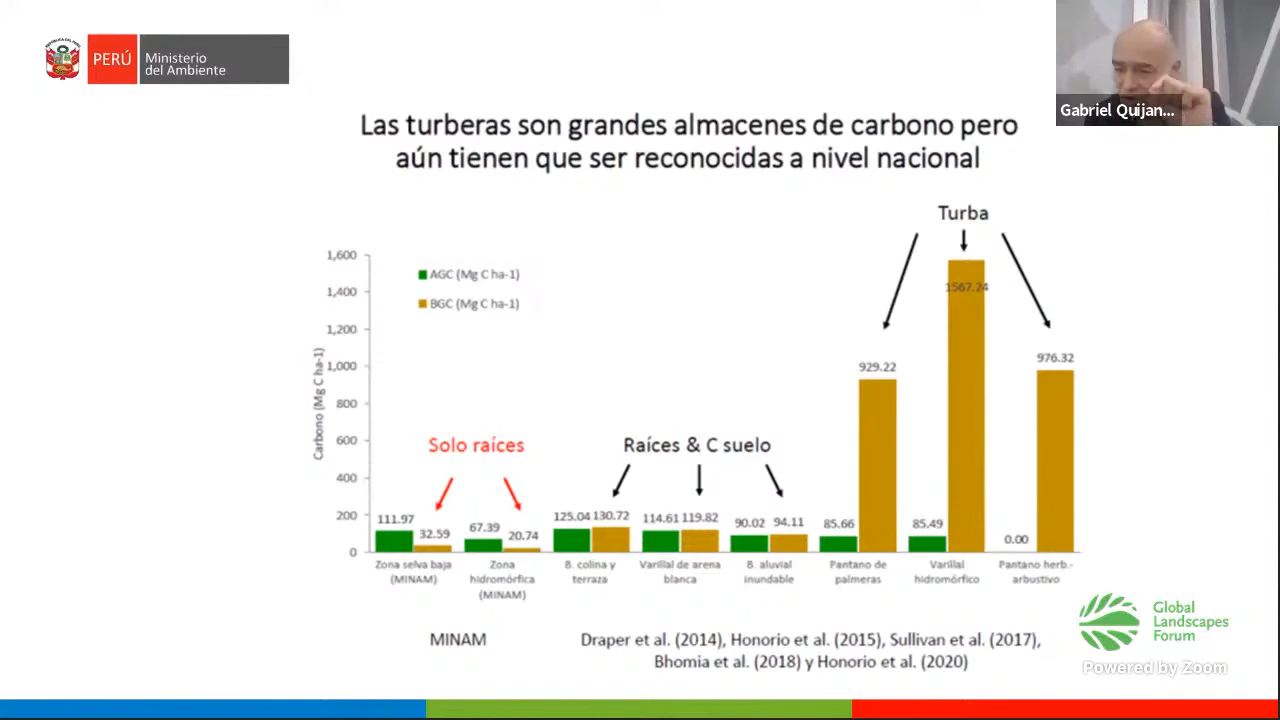 PERÚ
Ministerio
del Ambiente
Gabriel Quijan...
Las turberas son grandes almacenes de carbono pero
aún tienen que ser reconocidas a nivel nacional
Turba
1,600
1,400
1,200
1,000
800
600
400
200
0
Carbono (Mg C ha-1)
AGC (Mg C ha-1)
BGC (Mg C ha-1)
Solo raíces
Raíces & C suelo
111.97
32.59
67.39
20.74
125.04
130.72
114.61
119.82
90.02
94.11
85.66
929.22
85.49
1567.24
0.00
976.32
Zona selva baja
(MINAM)
Zona
hidromórfica
(MINAM)
B. colina y
terraza
Varillal de arena
blanca
B. aluvial
inundable
Pantano de
palmeras
Varillal
hidromórfico
Pantano herb.-
arbustivo
MINAM
Draper et al. (2014), Honorio et al. (2015), Sullivan et al. (2017),
Bhomia et al. (2018) y Honorio et al. (2020)
Global
Landscapes
Forum
Powered by Zoom